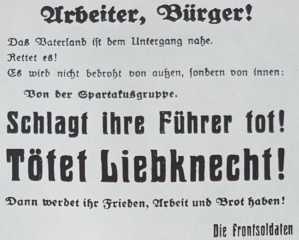 Arbeiter, Bürger!
Das Vaterland ist dem Untergang nahe.
Rettet es!
Es wird nicht bedroht von außen, sondern von innen:
Von der Spartakusgruppe.
Schlagt ihre Führer tot!
Tötet Liebknecht!
Dann werdet ihr Frieden, Arbeit und Brot haben!
Die Frontsoldaten